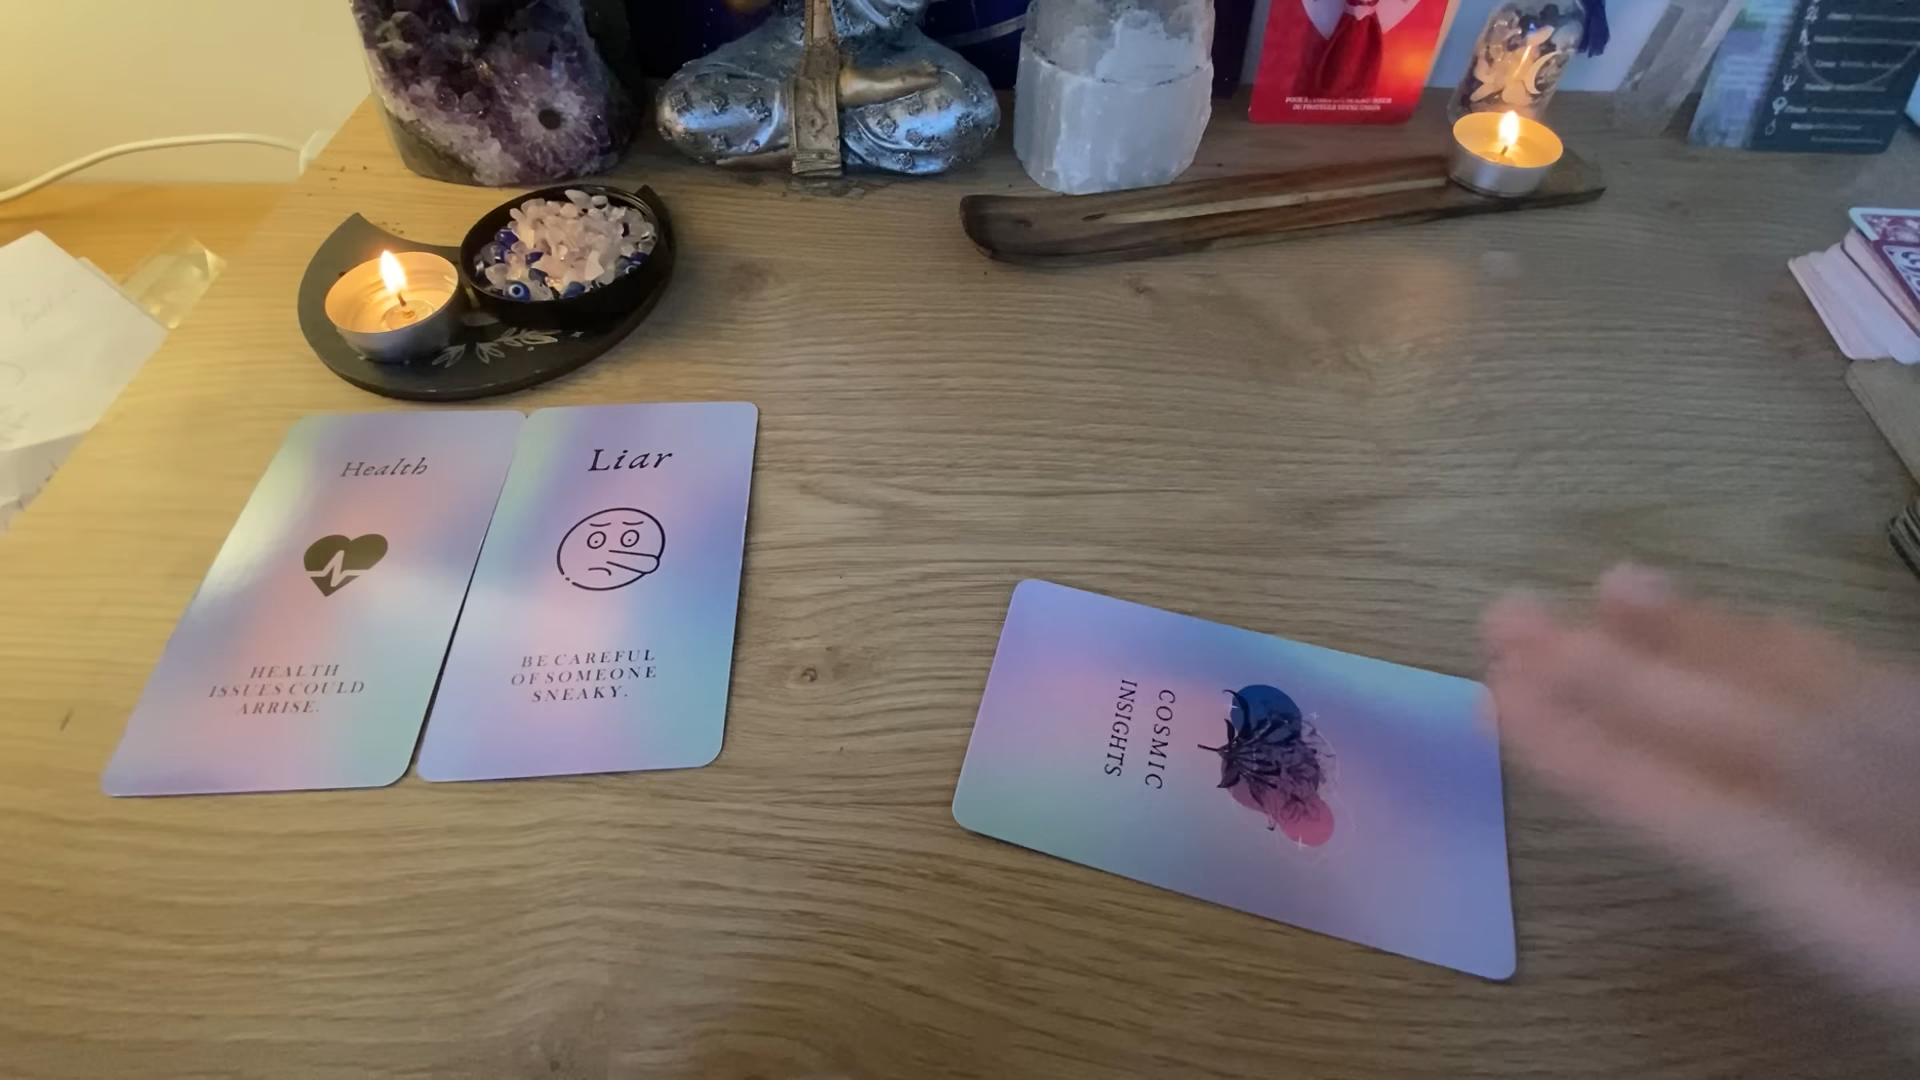 Health
HEALTH
ISSUES COULD
ARRISE.
Liar
BE CAREFUL
OF SOMEONE
SNEAKY.
COSMIC
INSIGHTS